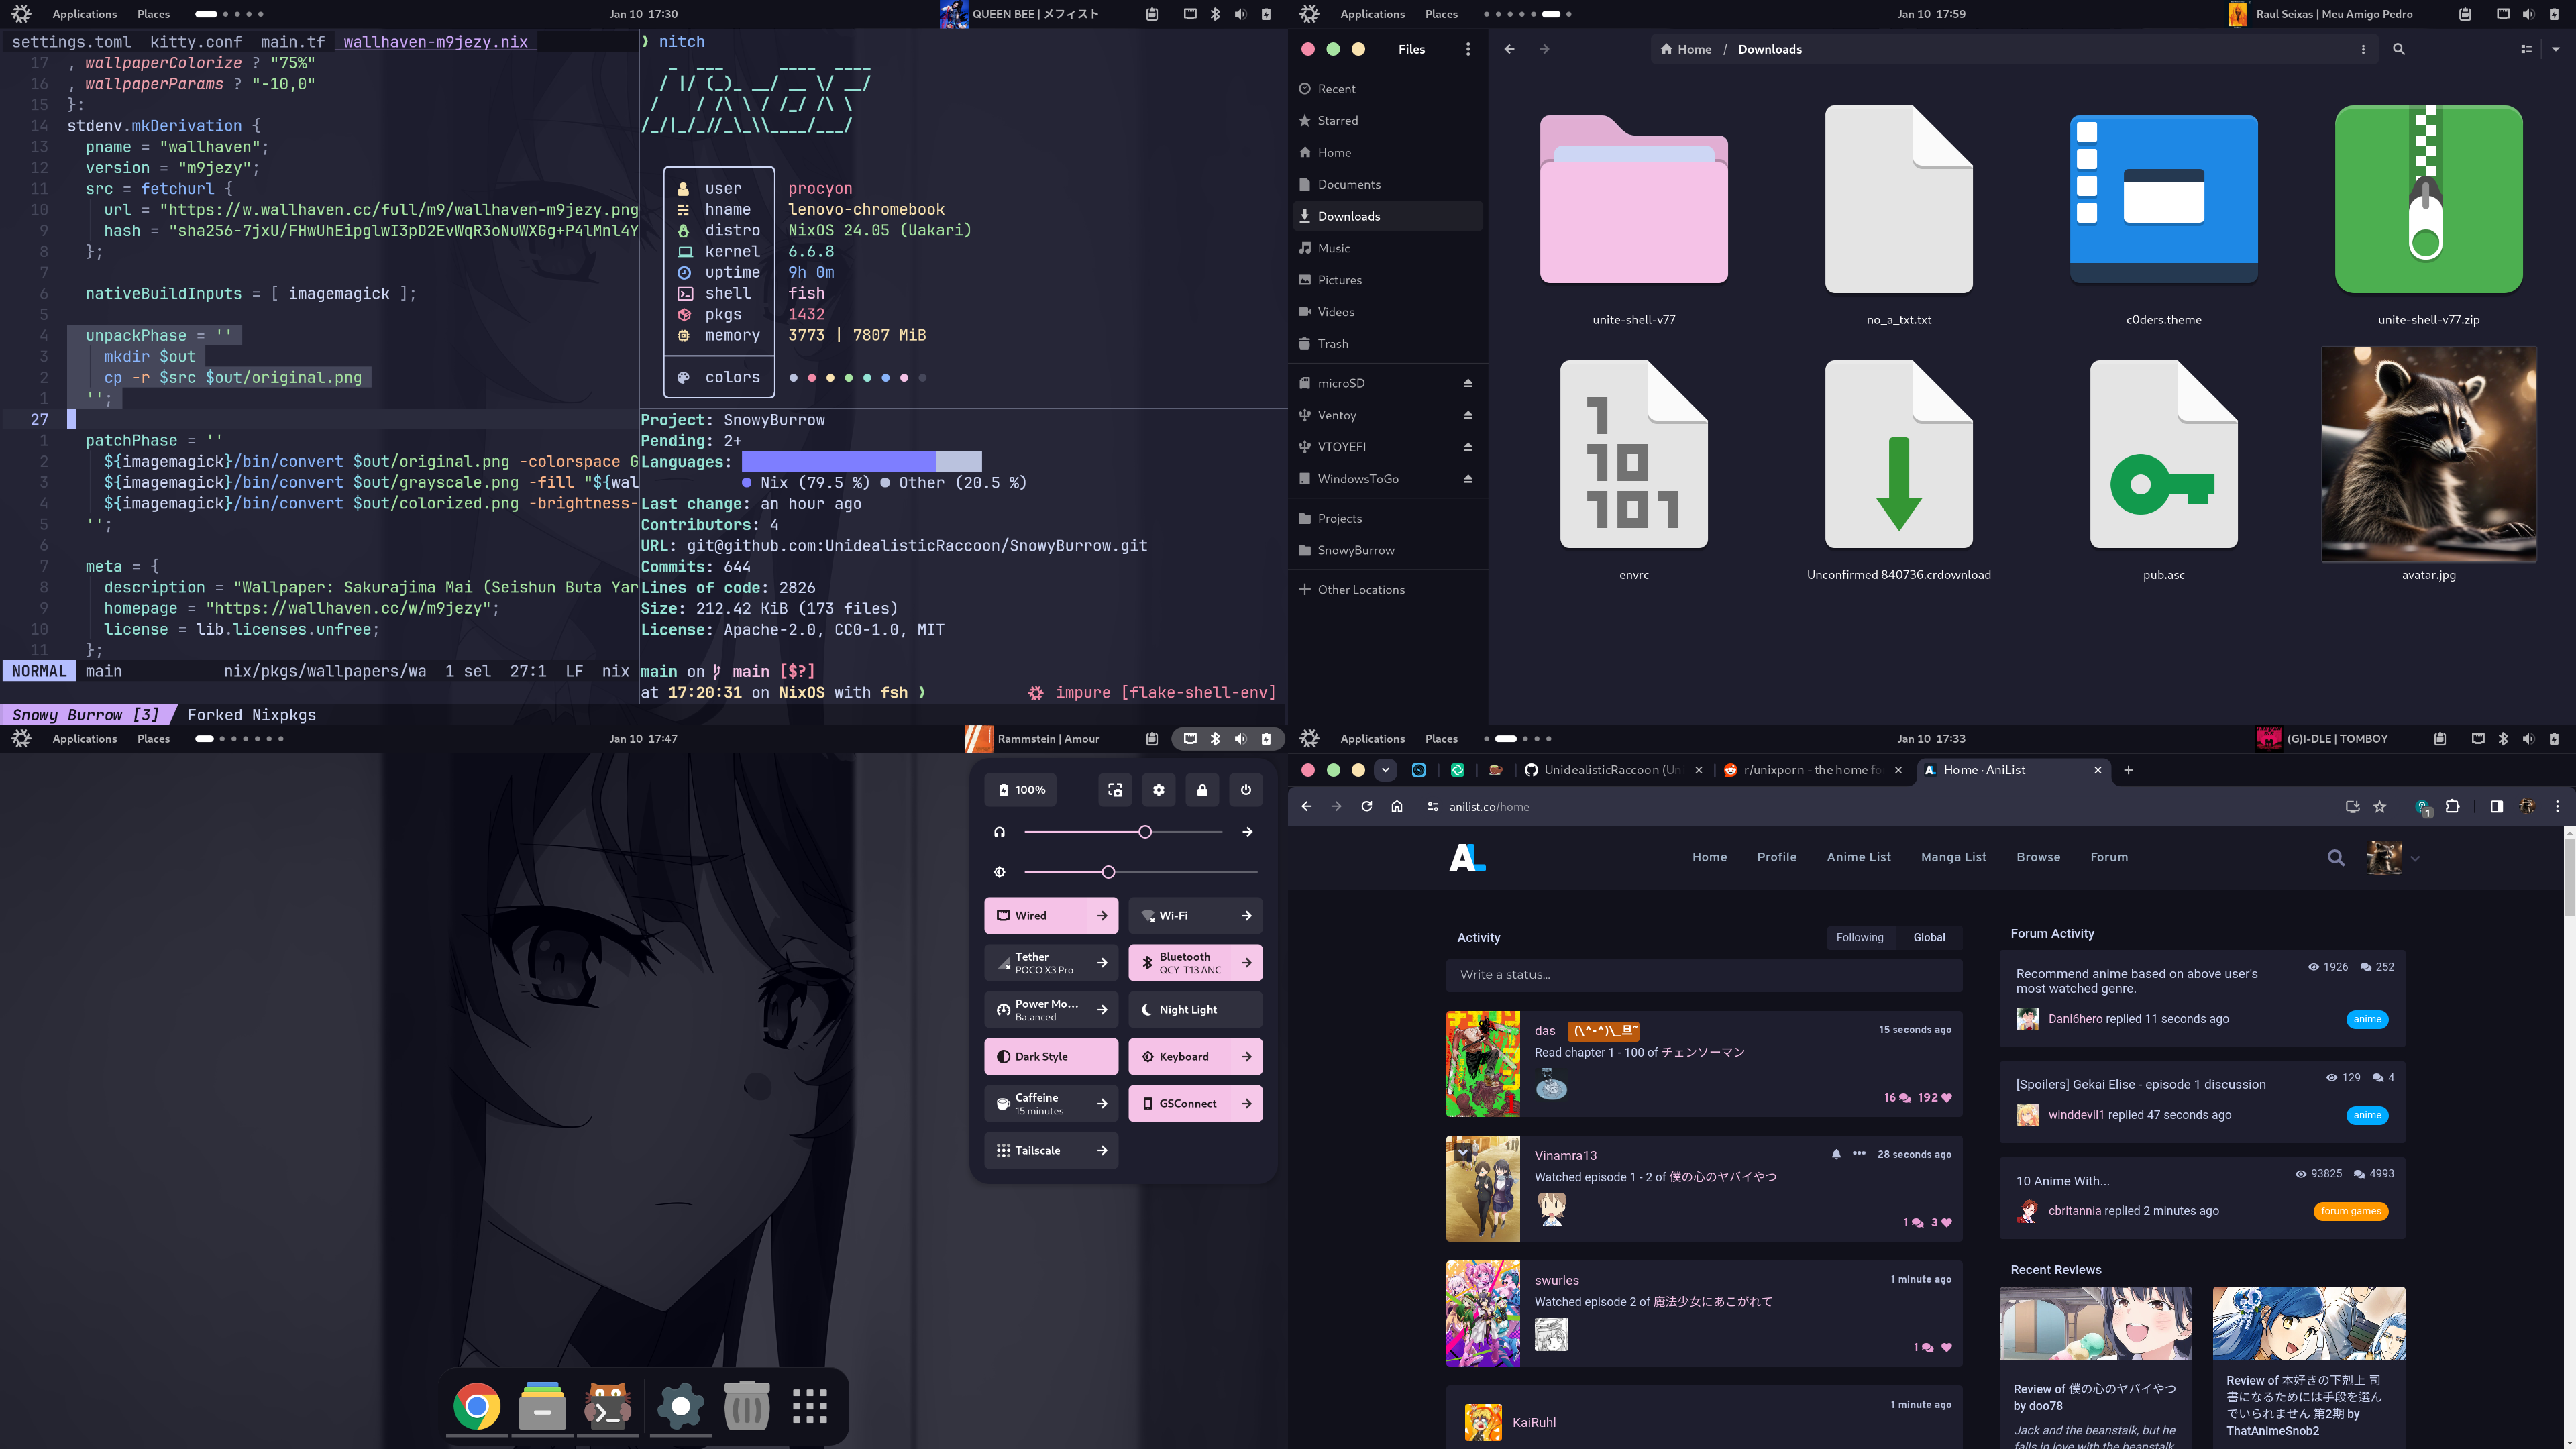 Applications Places Jan 10 17:30 QUEEN BEE | メフィスト
settings.toml kitty.conf main.tf wallhaven-m9jezy.nix
17 , wallpaperColorize ? "75%"
16 , wallpaperParams ? "-10,0"
15 }:
14 stdenv.mkDerivation {
13 pname = "wallhaven";
12 version = "m9jezy";
11 src = fetchurl {
10 url = "https://w.wallhaven.cc/full/m9/wallhaven-m9jezy.png
9 hash = "sha256-7jxU/FHwUhEipglwI3pD2EvWqR3oNuWXGg+P4lMnl4Y
8 };
7
6 nativeBuildInputs = [ imagemagick ];
5
4 unpackPhase = ''
3 mkdir $out
2 cp -r $src $out/original.png
1 '';
27
1 patchPhase = ''
2 ${imagemagick}/bin/convert $out/original.png -colorspace G
3 ${imagemagick}/bin/convert $out/grayscale.png -fill "${wal
4 ${imagemagick}/bin/convert $out/colorized.png -brightness-
5 '';
6
7 meta = {
8 description = "Wallpaper: Sakurajima Mai (Seishun Buta Yar
9 homepage = "https://wallhaven.cc/w/m9jezy";
10 license = lib.licenses.unfree;
11 };
NORMAL main nix/pkgs/wallpapers/wa 1 sel 27:1 LF nix
Snowy Burrow [3] Forked Nixpkgs
❫ nitch
user procyon
hname lenovo-chromebook
distro NixOS 24.05 (Uakari)
kernel 6.6.8
uptime 9h 0m
shell fish
pkgs 1432
memory 3773 | 7807 MiB
colors
Project: SnowyBurrow
Pending: 2+
Languages:
● Nix (79.5 %) ● Other (20.5 %)
Last change: an hour ago
Contributors: 4
URL: git@github.com:UnidealisticRaccoon/SnowyBurrow.git
Commits: 644
Lines of code: 2826
Size: 212.42 KiB (173 files)
License: Apache-2.0, CC0-1.0, MIT
main on main [$?]
at 17:20:31 on NixOS with fsh ❫ impure [flake-shell-env]
Applications Places Jan 10 17:59 Raul Seixas | Meu Amigo Pedro
Files
Home / Downloads
Recent
Starred
Home
Documents
Downloads
Music
Pictures
Videos
Trash
microSD
Ventoy
VTOYEFI
WindowsToGo
Projects
SnowyBurrow
Other Locations
unite-shell-v77 no_a_txt.txt c0ders.theme unite-shell-v77.zip
1
10
101
envrc Unconfirmed 840736.crdownload pub.asc avatar.jpg
Applications Places Jan 10 17:47 Rammstein | Amour
100%
Wired Wi-Fi
Tether
POCO X3 Pro
Bluetooth
QCY-T13 ANC
Power Mo...
Balanced
Night Light
Dark Style Keyboard
Caffeine
15 minutes
GSConnect
Tailscale
Applications Places Jan 10 17:33 (G)I-DLE | TOMBOY
UnidealisticRaccoon (Un r/unixporn - the home fo Home · AniList
anilist.co/home
1
AL
Home Profile Anime List Manga List Browse Forum
Activity Following Global
Write a status...
das (\^-^)\_旦~ 15 seconds ago
Read chapter 1 - 100 of チェンソーマン
16 192
Vinamra13 28 seconds ago
Watched episode 1 - 2 of 僕の心のヤバイやつ
1 3
swurles 1 minute ago
Watched episode 2 of 魔法少女にあこがれて
1
KaiRuhl 1 minute ago
Forum Activity
Recommend anime based on above user's
most watched genre.
1926 252
Dani6hero replied 11 seconds ago anime
[Spoilers] Gekai Elise - episode 1 discussion 129 4
winddevil1 replied 47 seconds ago anime
10 Anime With... 93825 4993
cbritannia replied 2 minutes ago forum games
Recent Reviews
Review of 僕の心のヤバイやつ
by doo78
Jack and the beanstalk, but he
falls in love with the beanstalk
Review of 本好きの下剋上 司
書になるためには手段を選ん
でいられません 第2期 by
ThatAnimeSnob2